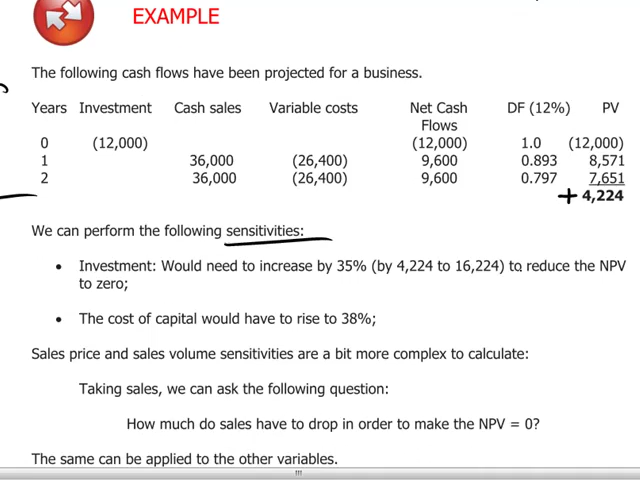 EXAMPLE
The following cash flows have been projected for a business.
Years Investment Cash sales Variable costs Net Cash Flows DF (12%) PV
0 (12,000) (12,000) 1.0 (12,000)
1 36,000 (26,400) 9,600 0.893 8,571
2 36,000 (26,400) 9,600 0.797 7,651
+ 4,224
We can perform the following sensitivities:
• Investment: Would need to increase by 35% (by 4,224 to 16,224) to reduce the NPV
to zero;
• The cost of capital would have to rise to 38%;
Sales price and sales volume sensitivities are a bit more complex to calculate:
Taking sales, we can ask the following question:
How much do sales have to drop in order to make the NPV = 0?
The same can be applied to the other variables.